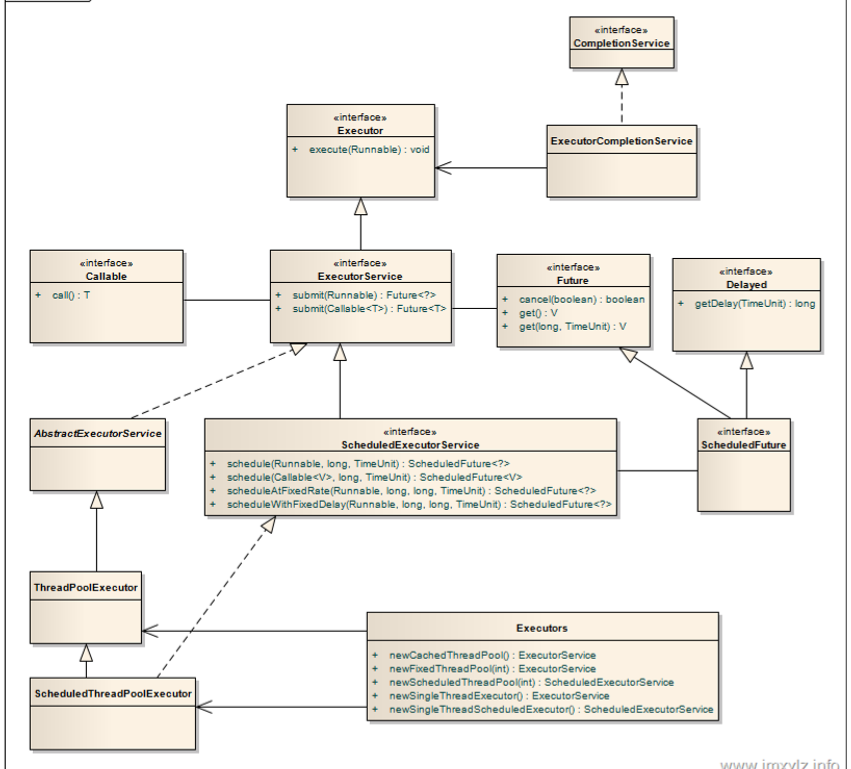 «interface»
CompletionService
«interface»
Executor
+ execute(Runnable) : void
ExecutorCompletionService
«interface»
Callable
+ call() : T
«interface»
ExecutorService
+ submit(Runnable) : Future<?>
+ submit(Callable<T>) : Future<T>
«interface»
Future
+ cancel(boolean) : boolean
+ get() : V
+ get(long, TimeUnit) : V
«interface»
Delayed
+ getDelay(TimeUnit) : long
AbstractExecutorService
«interface»
ScheduledExecutorService
+ schedule(Runnable, long, TimeUnit) : ScheduledFuture<?>
+ schedule(Callable<V>, long, TimeUnit) : ScheduledFuture<V>
+ scheduleAtFixedRate(Runnable, long, long, TimeUnit) : ScheduledFuture<?>
+ scheduleWithFixedDelay(Runnable, long, long, TimeUnit) : ScheduledFuture<?>
«interface»
ScheduledFuture
ThreadPoolExecutor
Executors
+ newCachedThreadPool() : ExecutorService
+ newFixedThreadPool(int) : ExecutorService
+ newScheduledThreadPool(int) : ScheduledExecutorService
+ newSingleThreadExecutor() : ExecutorService
+ newSingleThreadScheduledExecutor() : ScheduledExecutorService
ScheduledThreadPoolExecutor
www.imxylz.info